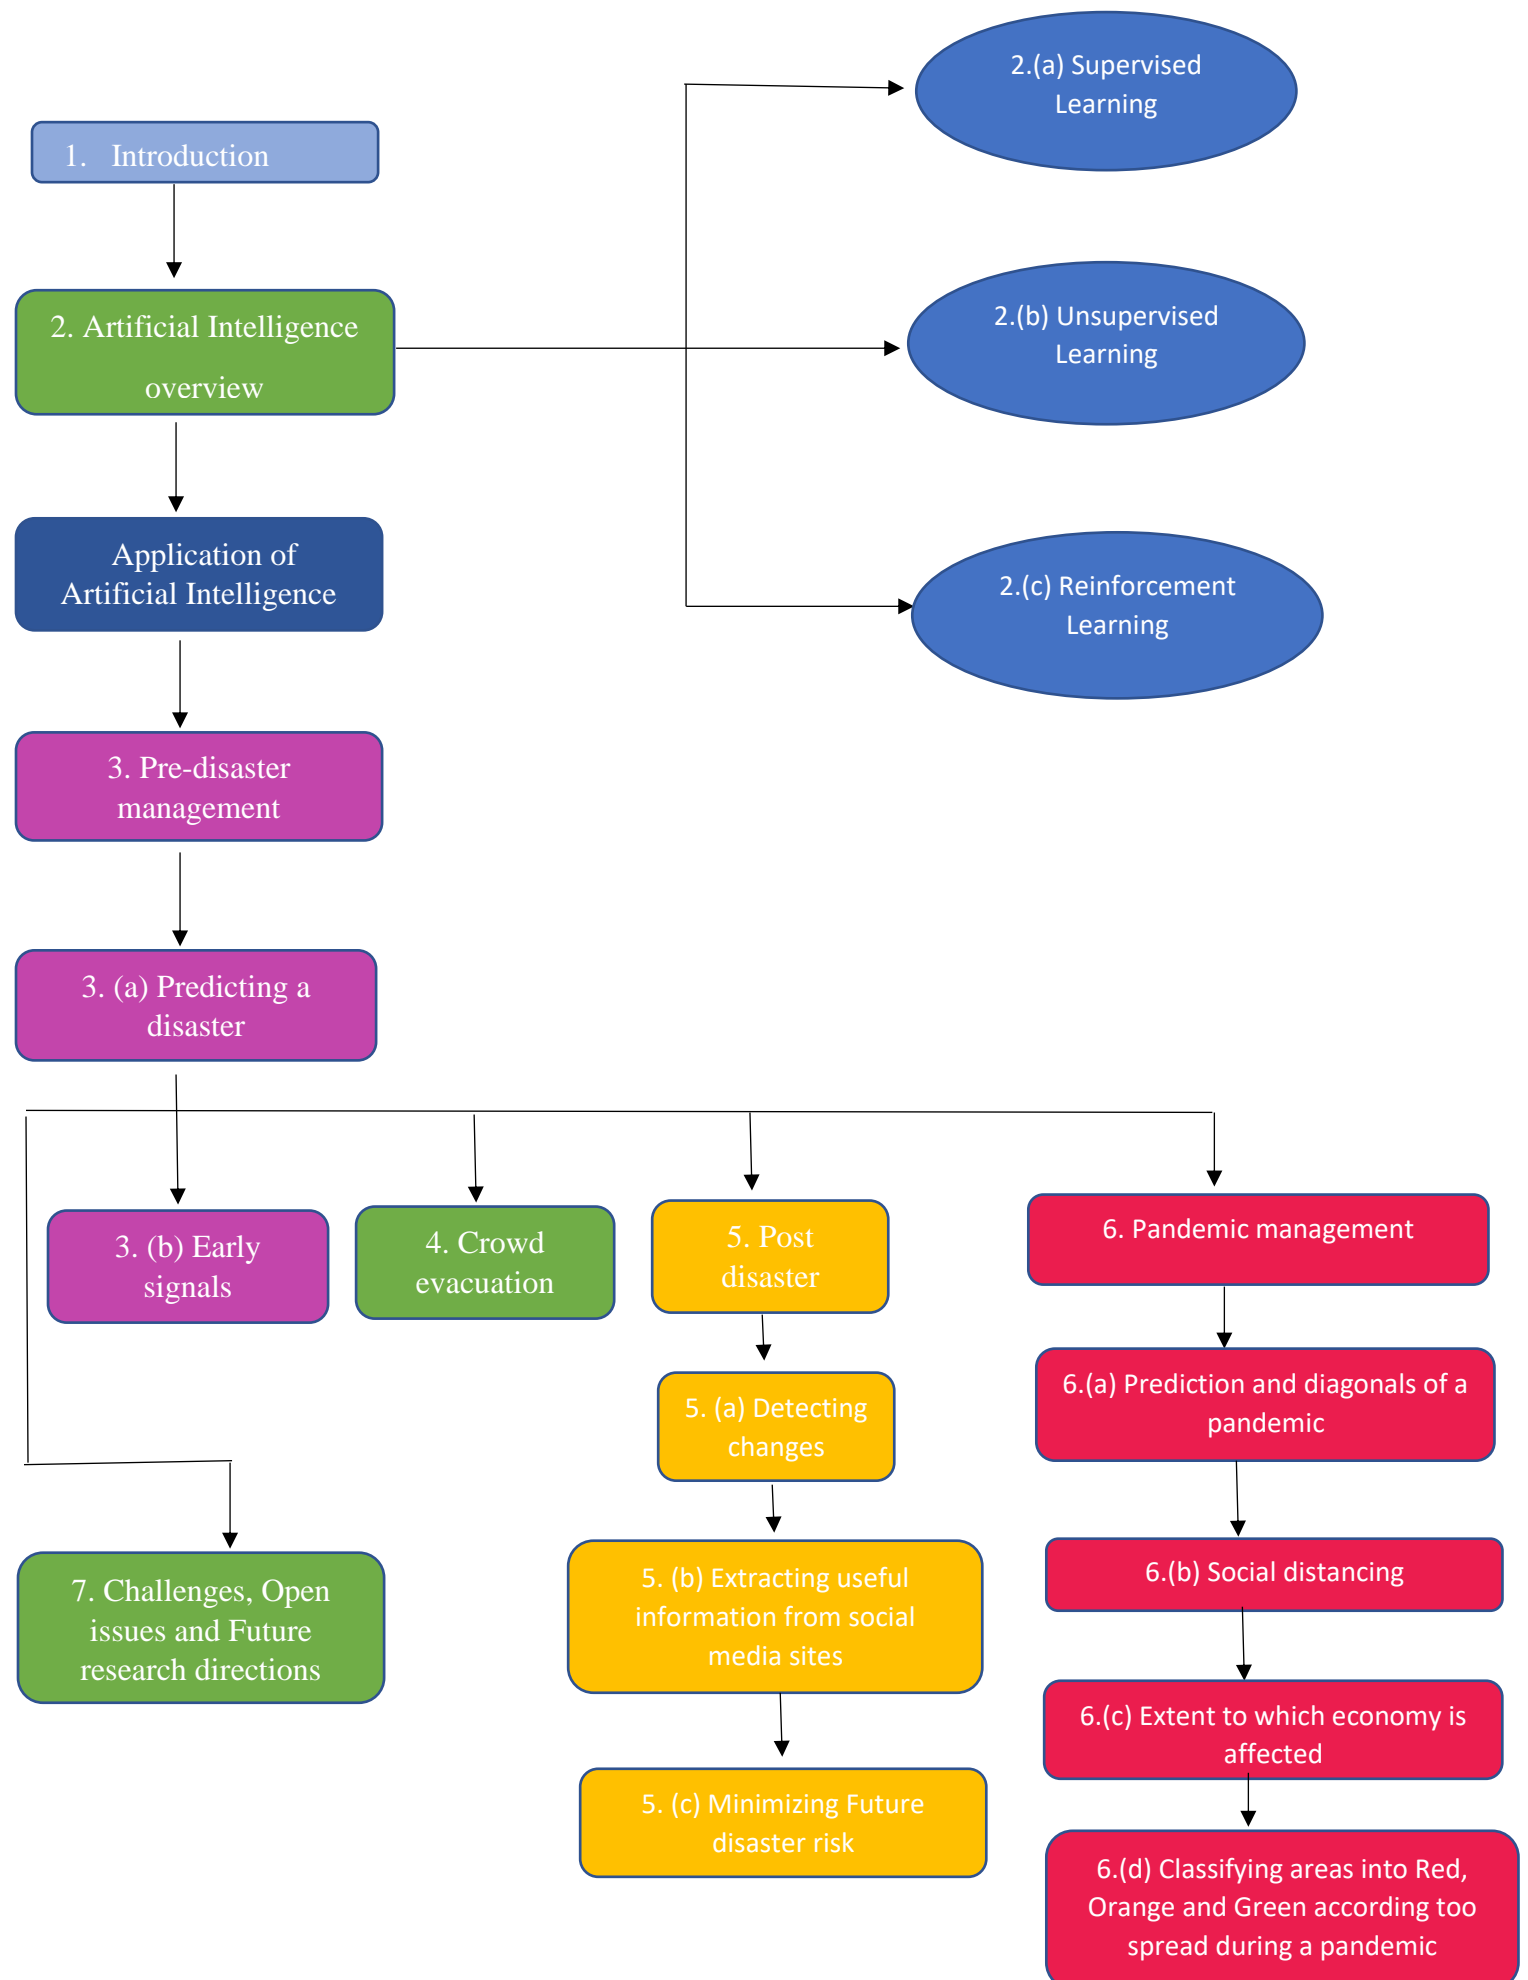 1. Introduction
2. Artificial Intelligence
overview
2.(a) Supervised
Learning
2.(b) Unsupervised
Learning
2.(c) Reinforcement
Learning
Application of
Artificial Intelligence
3. Pre-disaster
management
3. (a) Predicting a
disaster
3. (b) Early
signals
4. Crowd
evacuation
5. Post
disaster
5. (a) Detecting
changes
5. (b) Extracting useful
information from social
media sites
5. (c) Minimizing Future
disaster risk
6. Pandemic management
6.(a) Prediction and diagonals of a
pandemic
6.(b) Social distancing
6.(c) Extent to which economy is
affected
6.(d) Classifying areas into Red,
Orange and Green according too
spread during a pandemic
7. Challenges, Open
issues and Future
research directions